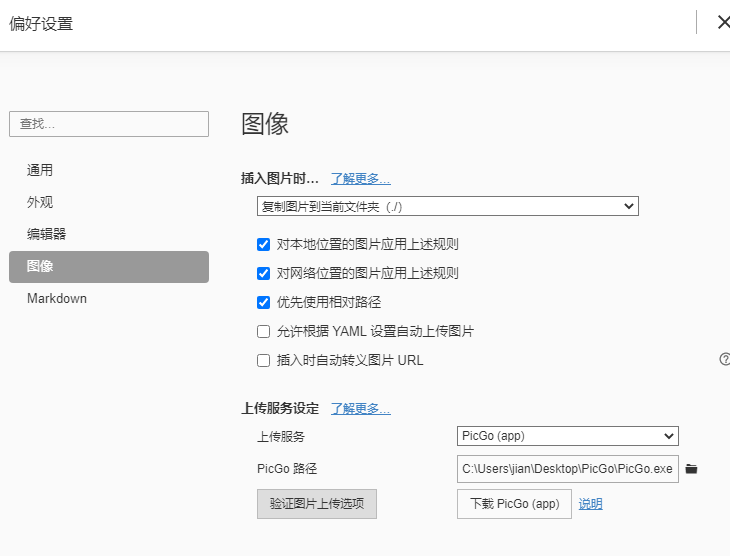 偏好设置
查找...
通用
外观
编辑器
图像
Markdown
图像
插入图片时... 了解更多...
复制图片到当前文件夹 (./)
对本地位置的图片应用上述规则
对网络位置的图片应用上述规则
优先使用相对路径
允许根据 YAML 设置自动上传图片
插入时自动转义图片 URL
上传服务设定 了解更多...
上传服务 PicGo (app)
PicGo 路径 C:\Users\jian\Desktop\PicGo\PicGo.exe
验证图片上传选项 下载 PicGo (app) 说明